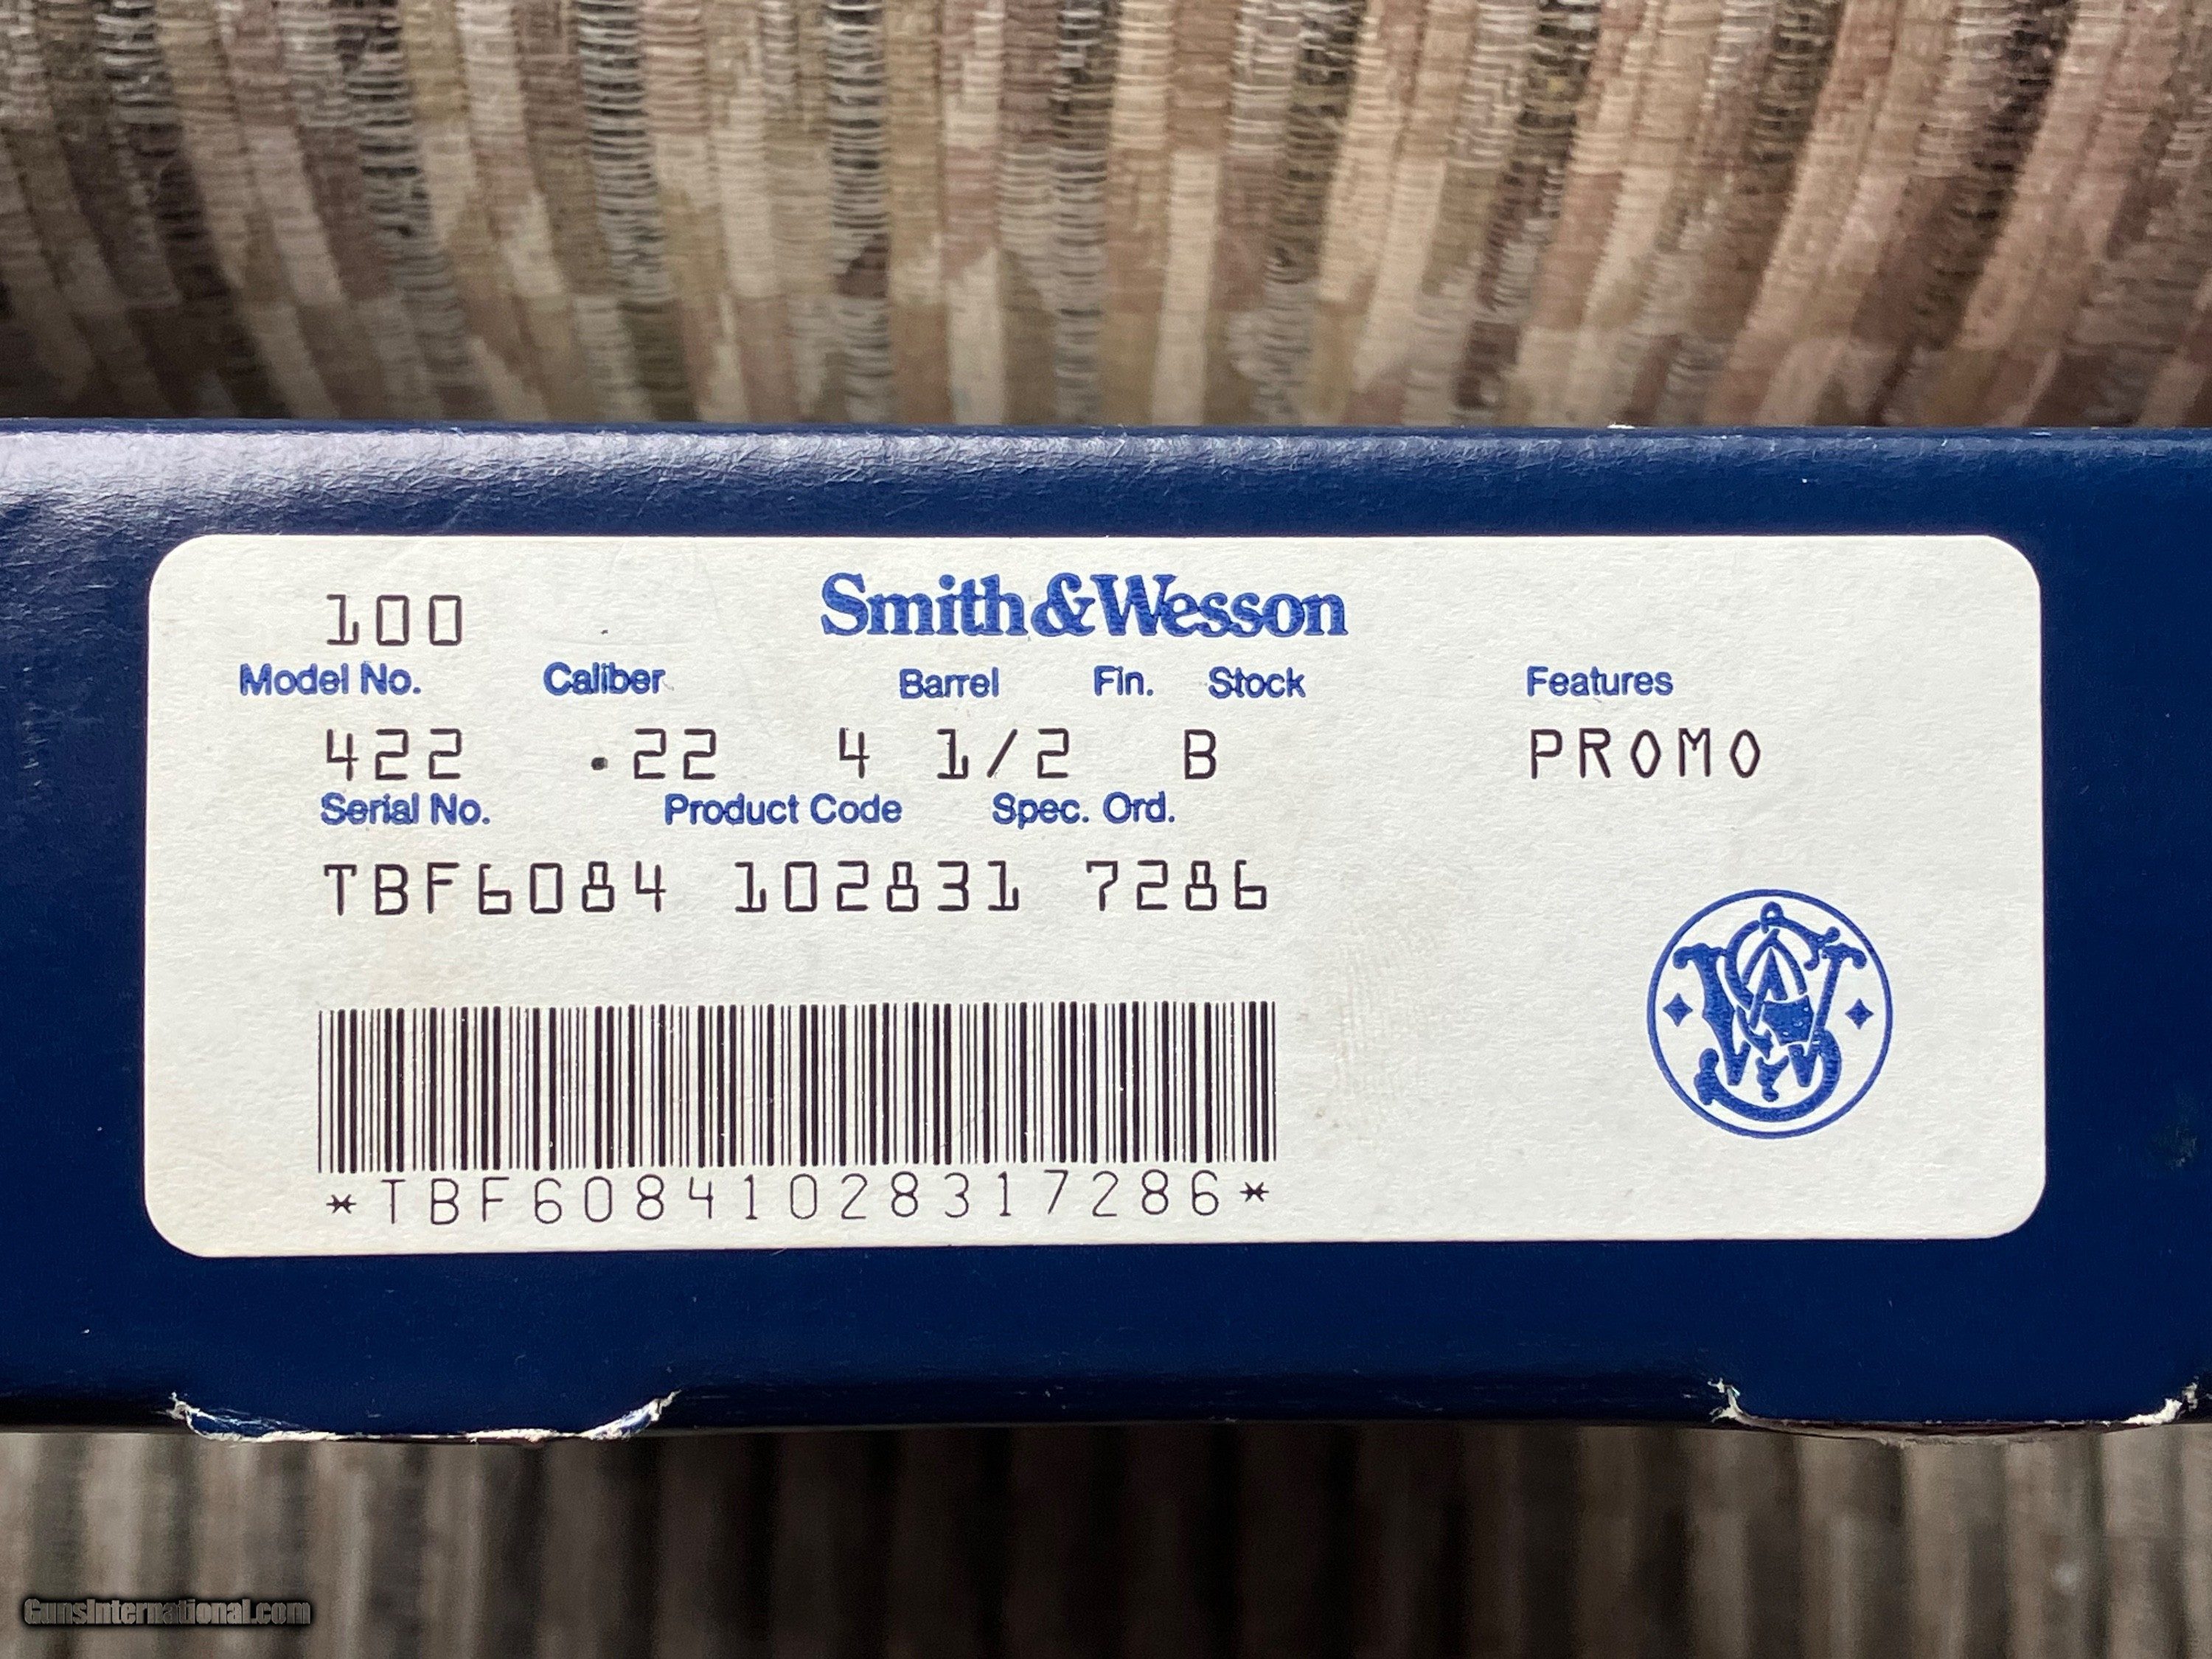 100 Smith&Wesson
Model No. Caliber Barrel Fin. Stock Features
422 .22 4 1/2 B PROMO
Serial No. Product Code Spec. Ord.
TBF6084 102831 7286
*TBF60841028317286*
GunsInternational.com